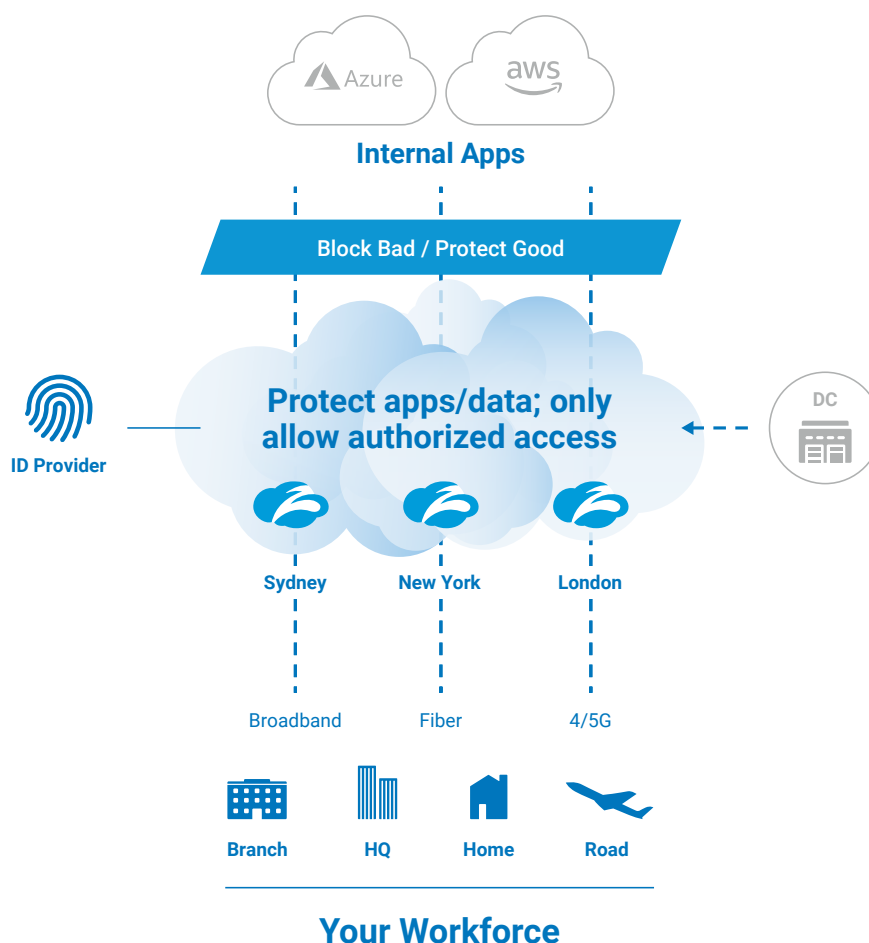 Azure
aws
Internal Apps
Block Bad / Protect Good
Protect apps/data; only
allow authorized access
DC
ID Provider
Sydney
New York
London
Broadband
Fiber
4/5G
Branch
HQ
Home
Road
Your Workforce